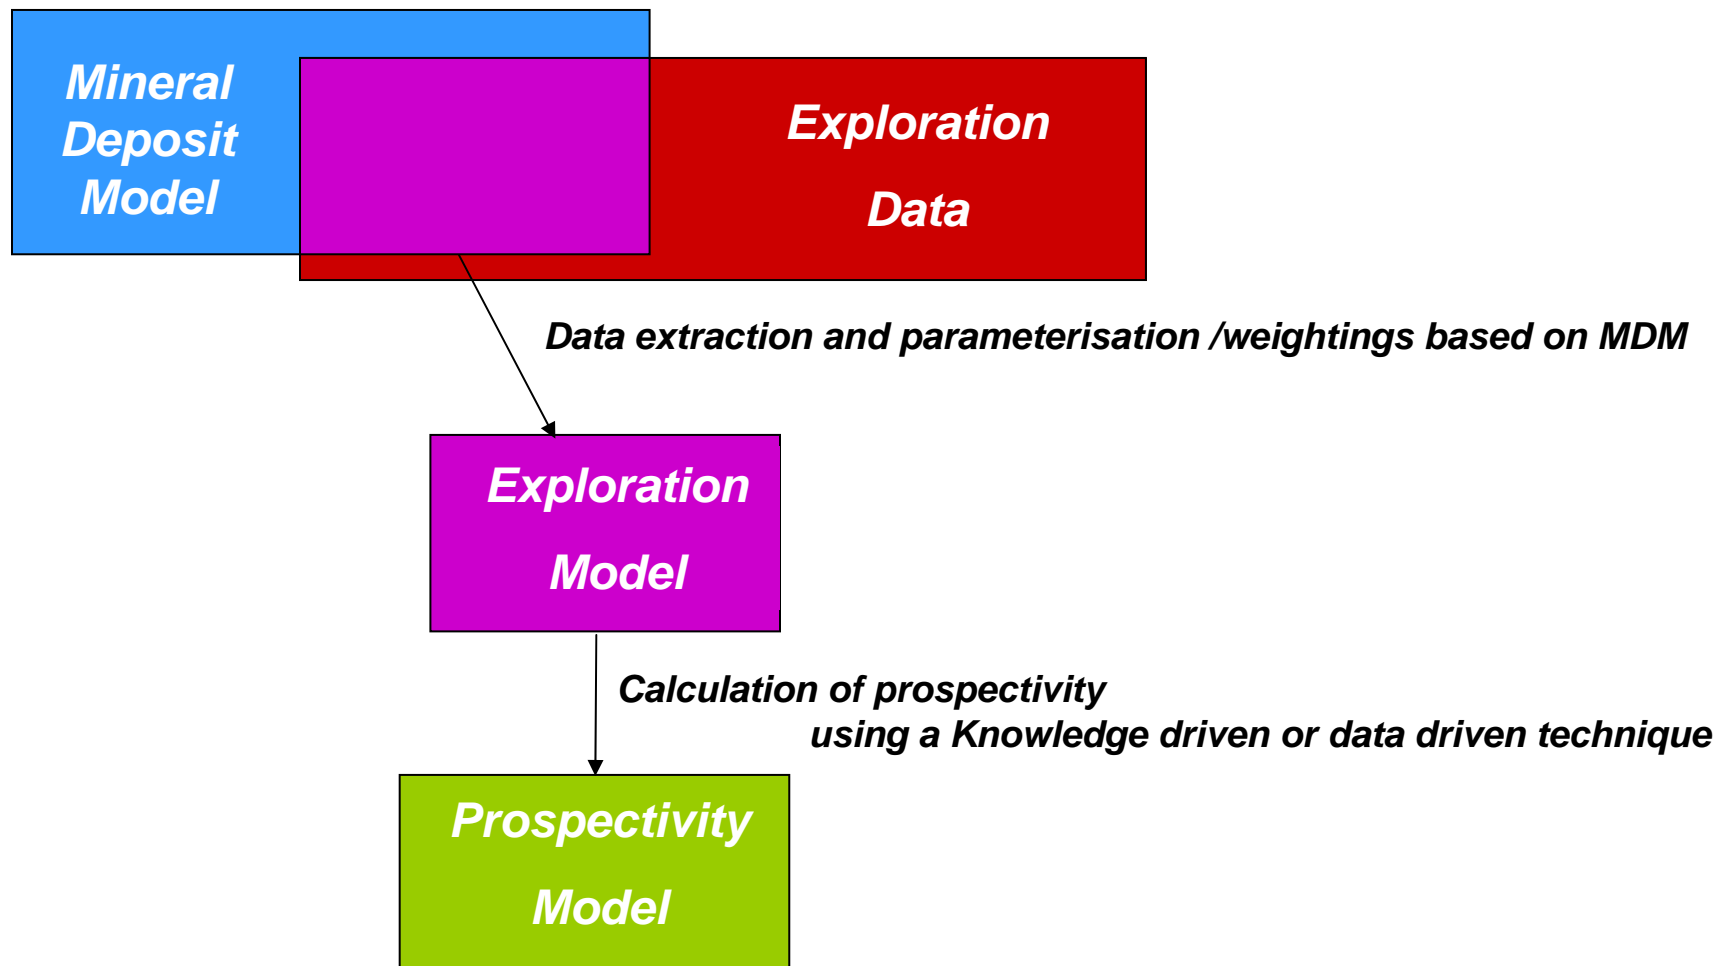 Mineral
Deposit
Model
Exploration
Data
Data extraction and parameterisation /weightings based on MDM
Exploration
Model
Calculation of prospectivity
using a Knowledge driven or data driven technique
Prospectivity
Model